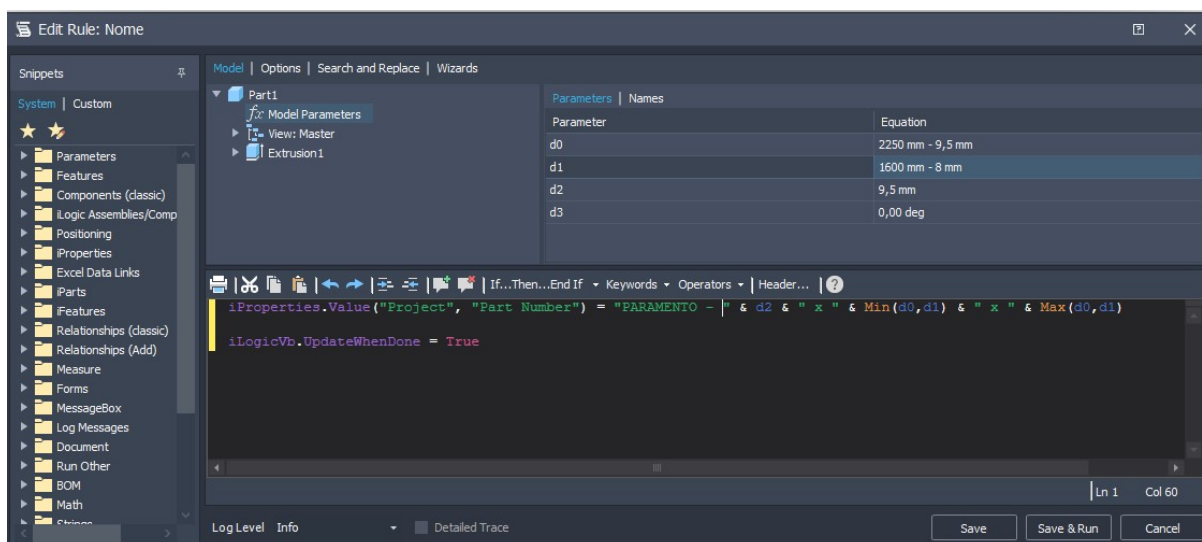 Edit Rule: Nome
Snippets
System | Custom
Parameters
Features
Components (classic)
iLogic Assemblies/Comp
Positioning
iProperties
Excel Data Links
iParts
iFeatures
Relationships (classic)
Relationships (Add)
Measure
Forms
MessageBox
Log Messages
Document
Run Other
BOM
Math
Strings
Model | Options | Search and Replace | Wizards
Part1
fx Model Parameters
View: Master
Extrusion1
Parameters | Names
Parameter Equation
d0 2250 mm - 9,5 mm
d1 1600 mm - 8 mm
d2 9,5 mm
d3 0,00 deg
If...Then...End If Keywords Operators Header...
iProperties.Value("Project", "Part Number") = "PARAMENTO - " & d2 & " x " & Min(d0,d1) & " x " & Max(d0,d1)
iLogicVb.UpdateWhenDone = True
Ln 1 Col 60
Log Level Info Detailed Trace
Save Save & Run Cancel